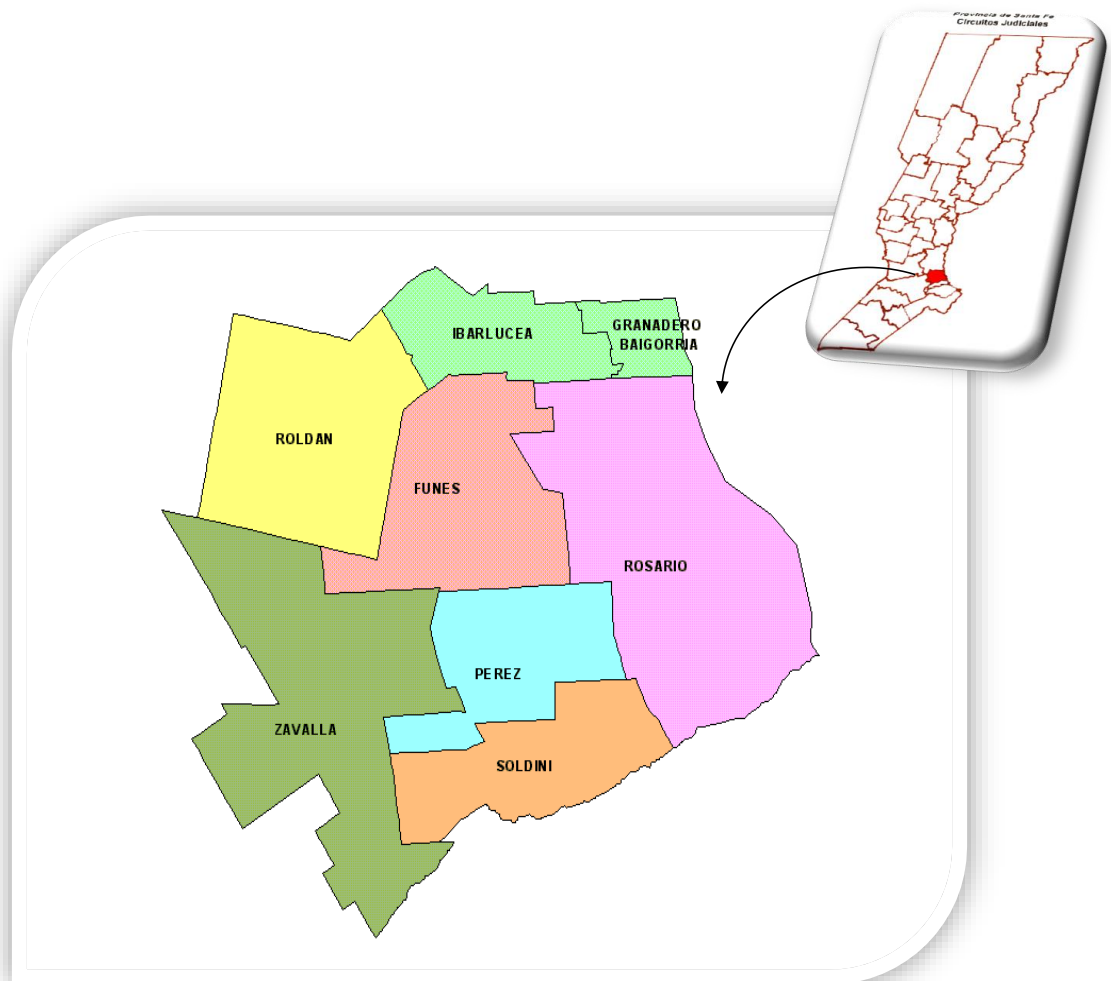 Provincia de Santa Fe
Circuitos Judiciales
IBARLUCEA
GRANADERO
BAIGORRIA
ROLDAN
FUNES
ROSARIO
PEREZ
ZAVALLA
SOLDINI